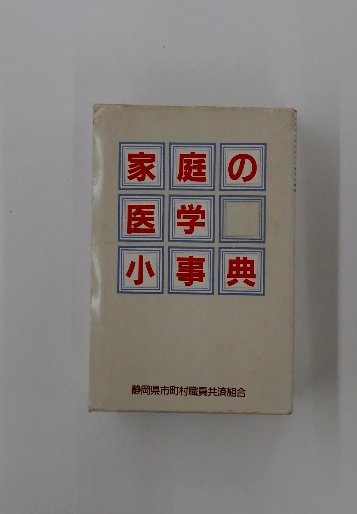 家庭の
医学
小事典
静岡県市町村職員共済組合